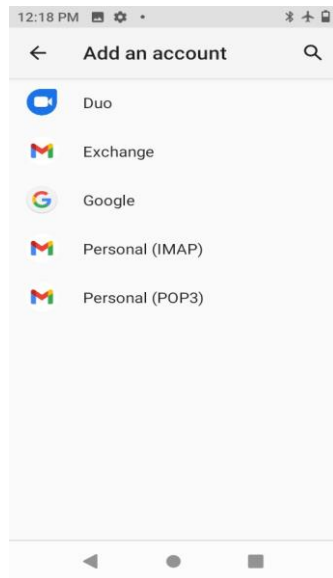 12:18 PM
Add an account
Duo
Exchange
Google
Personal (IMAP)
Personal (POP3)